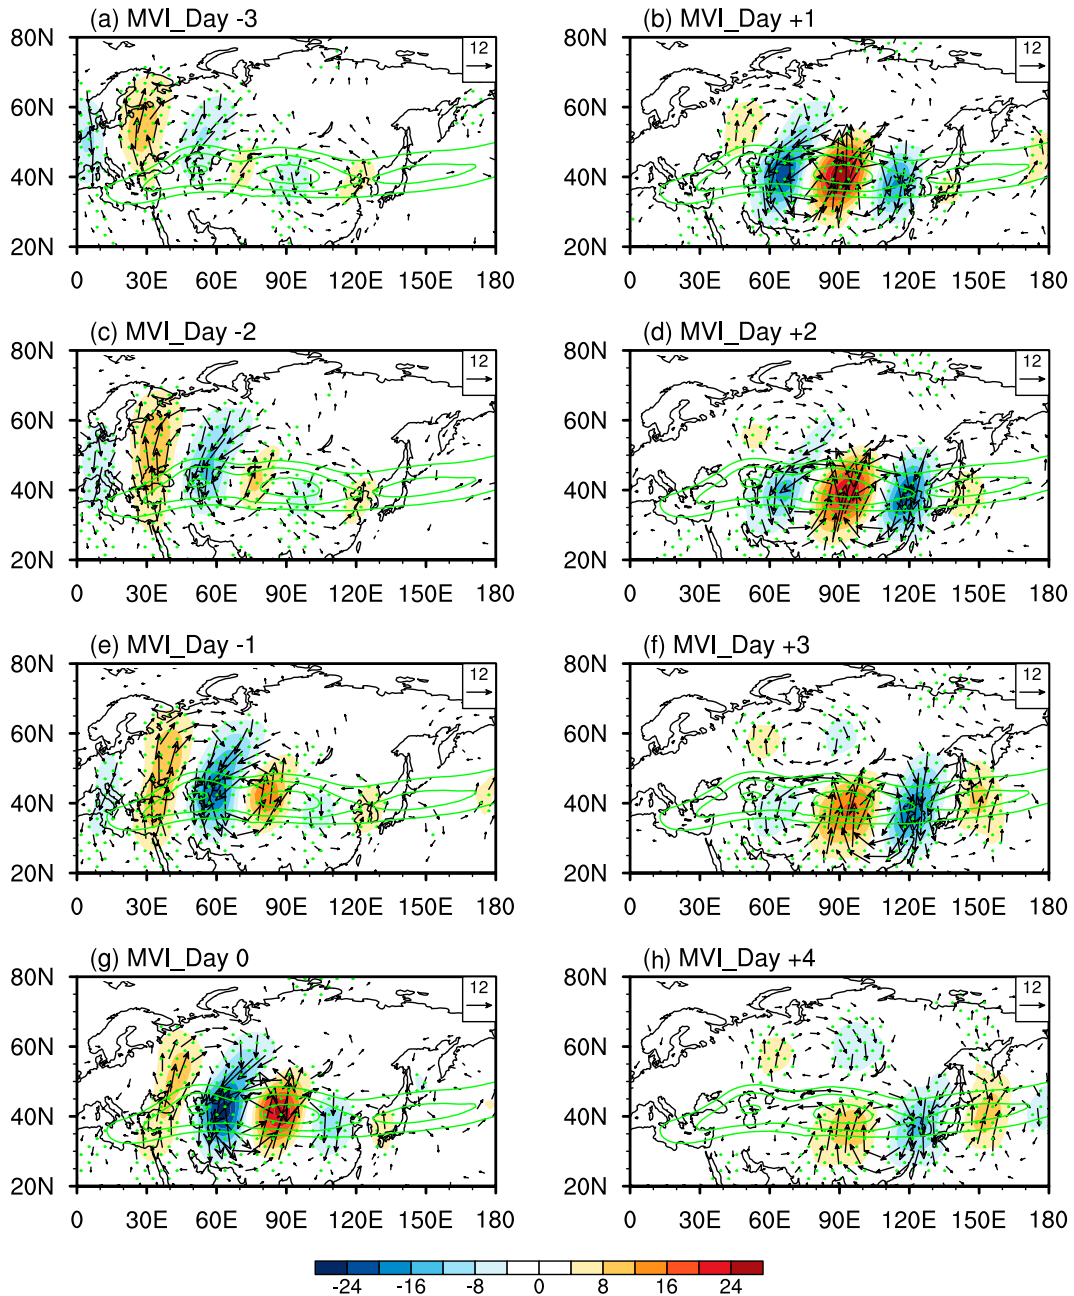 (a) MVI_Day -3
80N
60N
40N
20N
12
0 30E 60E 90E 120E 150E 180
(b) MVI_Day +1
80N
60N
40N
20N
12
0 30E 60E 90E 120E 150E 180
(c) MVI_Day -2
80N
60N
40N
20N
12
0 30E 60E 90E 120E 150E 180
(d) MVI_Day +2
80N
60N
40N
20N
12
0 30E 60E 90E 120E 150E 180
(e) MVI_Day -1
80N
60N
40N
20N
12
0 30E 60E 90E 120E 150E 180
(f) MVI_Day +3
80N
60N
40N
20N
12
0 30E 60E 90E 120E 150E 180
(g) MVI_Day 0
80N
60N
40N
20N
12
0 30E 60E 90E 120E 150E 180
(h) MVI_Day +4
80N
60N
40N
20N
12
0 30E 60E 90E 120E 150E 180
-24 -16 -8 0 8 16 24